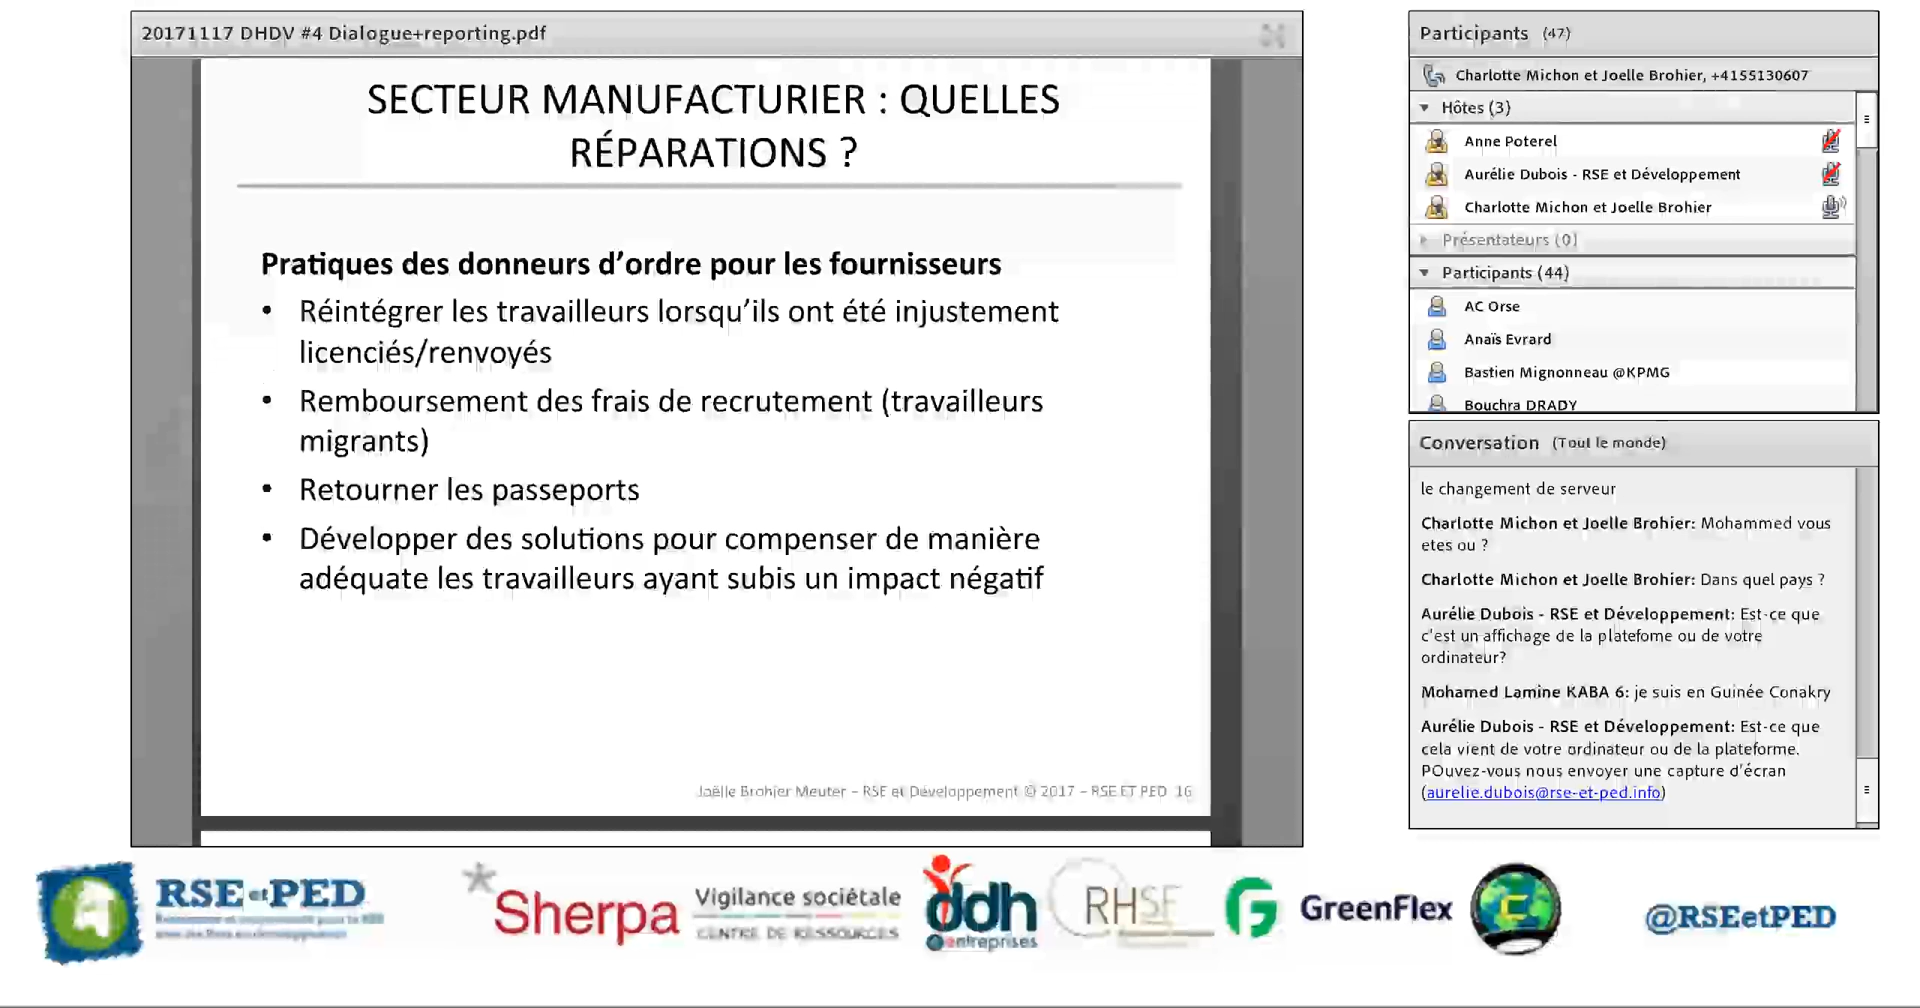 20171117 DHDV #4 Dialogue+reporting.pdf
SECTEUR MANUFACTURIER : QUELLES
RÉPARATIONS ?
Pratiques des donneurs d’ordre pour les fournisseurs
• Réintégrer les travailleurs lorsqu’ils ont été injustement
licenciés/renvoyés
• Remboursement des frais de recrutement (travailleurs
migrants)
• Retourner les passeports
• Développer des solutions pour compenser de manière
adéquate les travailleurs ayant subis un impact négatif
Joëlle Brohier Meuter – RSE et Développement © 2017 – RSE ET PED 16
Participants (47)
Charlotte Michon et Joelle Brohier, +4155130607
Hôtes (3)
Anne Poterel
Aurélie Dubois - RSE et Développement
Charlotte Michon et Joelle Brohier
Présentateurs (0)
Participants (44)
AC Orse
Anaïs Evrard
Bastien Mignonneau @KPMG
Bouchra DRADY
Conversation (Tout le monde)
le changement de serveur
Charlotte Michon et Joelle Brohier: Mohammed vous
etes ou ?
Charlotte Michon et Joelle Brohier: Dans quel pays ?
Aurélie Dubois - RSE et Développement: Est-ce que
c'est un affichage de la platefome ou de votre
ordinateur?
Mohamed Lamine KABA 6: je suis en Guinée Conakry
Aurélie Dubois - RSE et Développement: Est-ce que
cela vient de votre ordinateur ou de la plateforme.
POuvez-vous nous envoyer une capture d'écran
(aurelie.dubois@rse-et-ped.info)
RSE et PED
Sherpa
Vigilance sociétale
CENTRE DE RESSOURCES
ddh
@entreprises
RHSF
GreenFlex
@RSEetPED